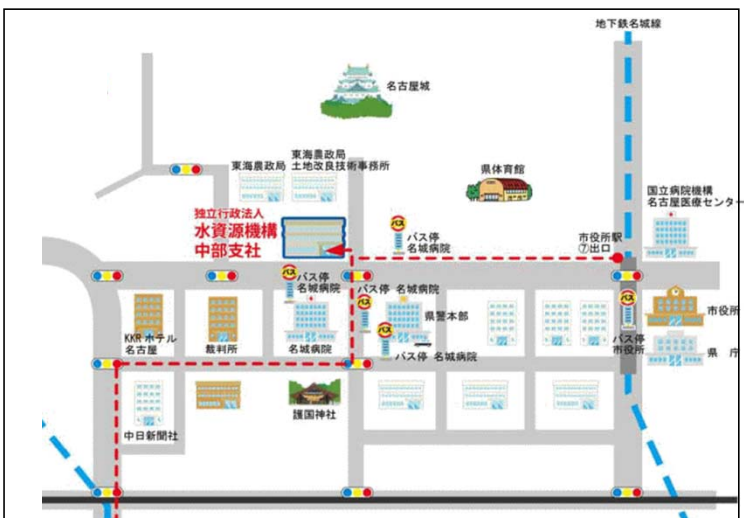 地下鉄名城線
名古屋城
東海農政局
東海農政局
土地改良技術事務所
県体育館
国立病院機構
名古屋医療センター
独立行政法人
水資源機構
中部支社
バス
バス停
名城病院
市役所駅
⑦出口
バス
バス停
名城病院
バス停 名城病院
バス
県警本部
バス
バス停 名城病院
バス
バス停
市役所
市役所
県 庁
KKR ホテル
名古屋
裁判所
名城病院
中日新聞社
護国神社